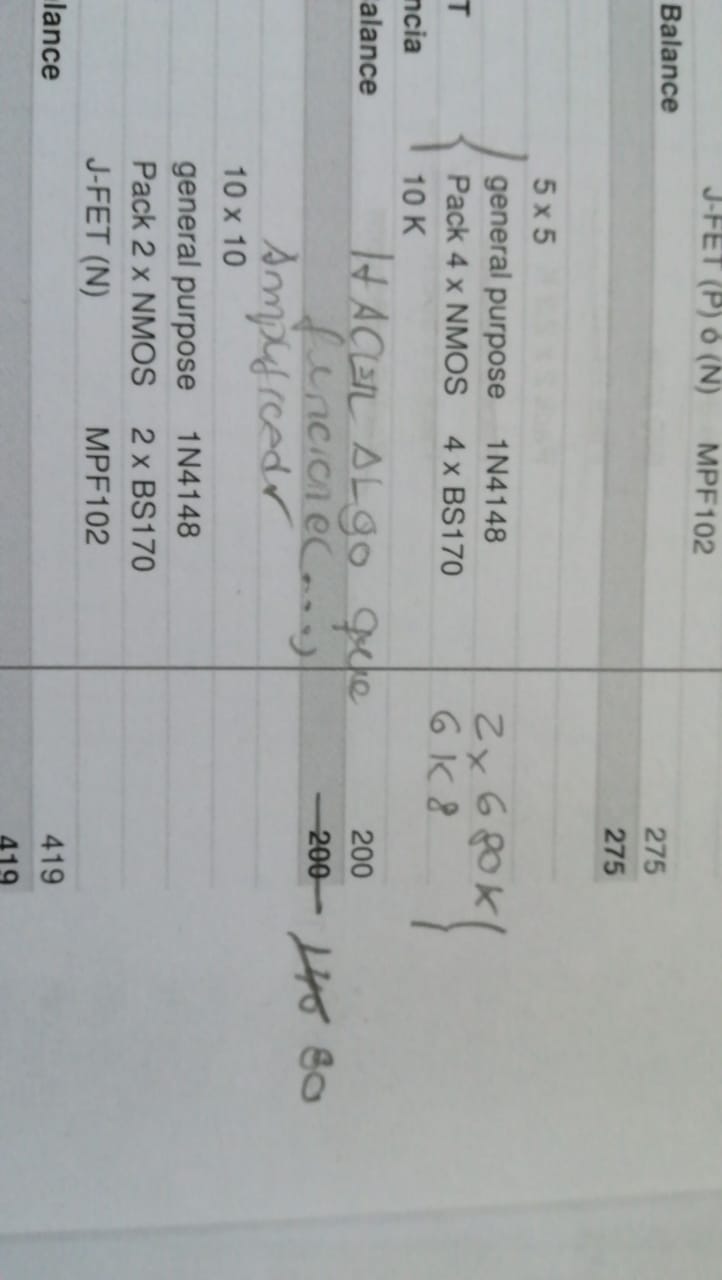 J-FET (P) ó (N) MPF102
Balance
275
275
5 x 5
general purpose 1N4148 2 x 680K
T Pack 4 x NMOS 4 x BS170 6K8
ncia 10 K
alance HACER ALgo que 200
funcione(...) 200 140 80
Amplificador
10 x 10
general purpose 1N4148
Pack 2 x NMOS 2 x BS170
J-FET (N) MPF102
lance 419
419